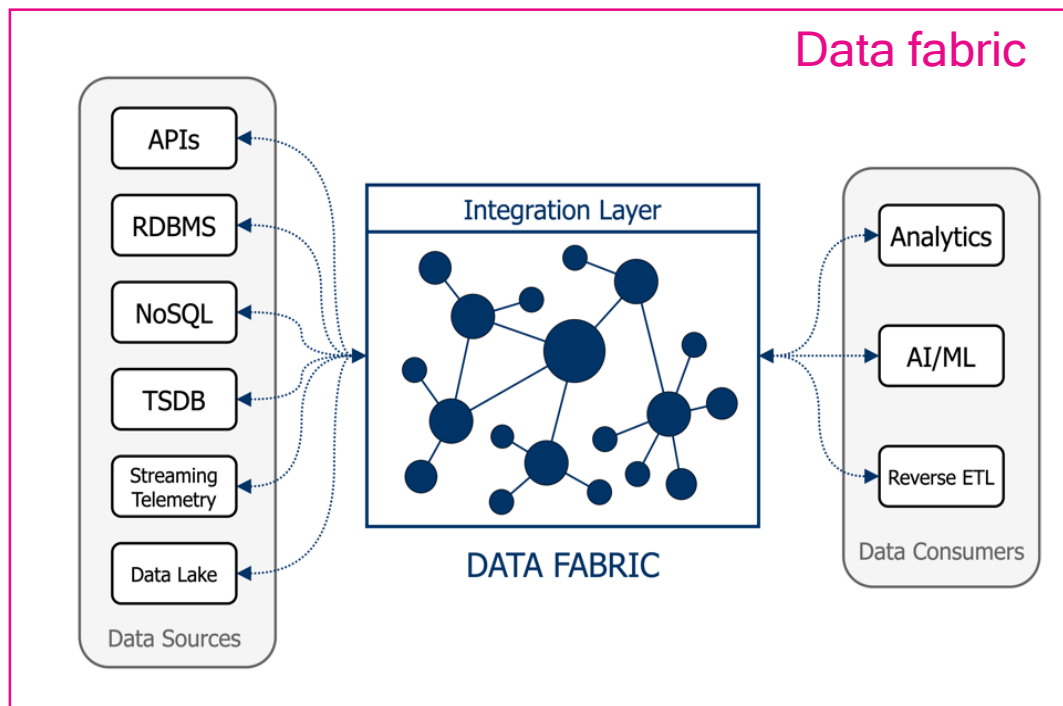 Data fabric
APIs
RDBMS
NoSQL
TSDB
Streaming
Telemetry
Data Lake
Data Sources
Integration Layer
DATA FABRIC
Analytics
AI/ML
Reverse ETL
Data Consumers